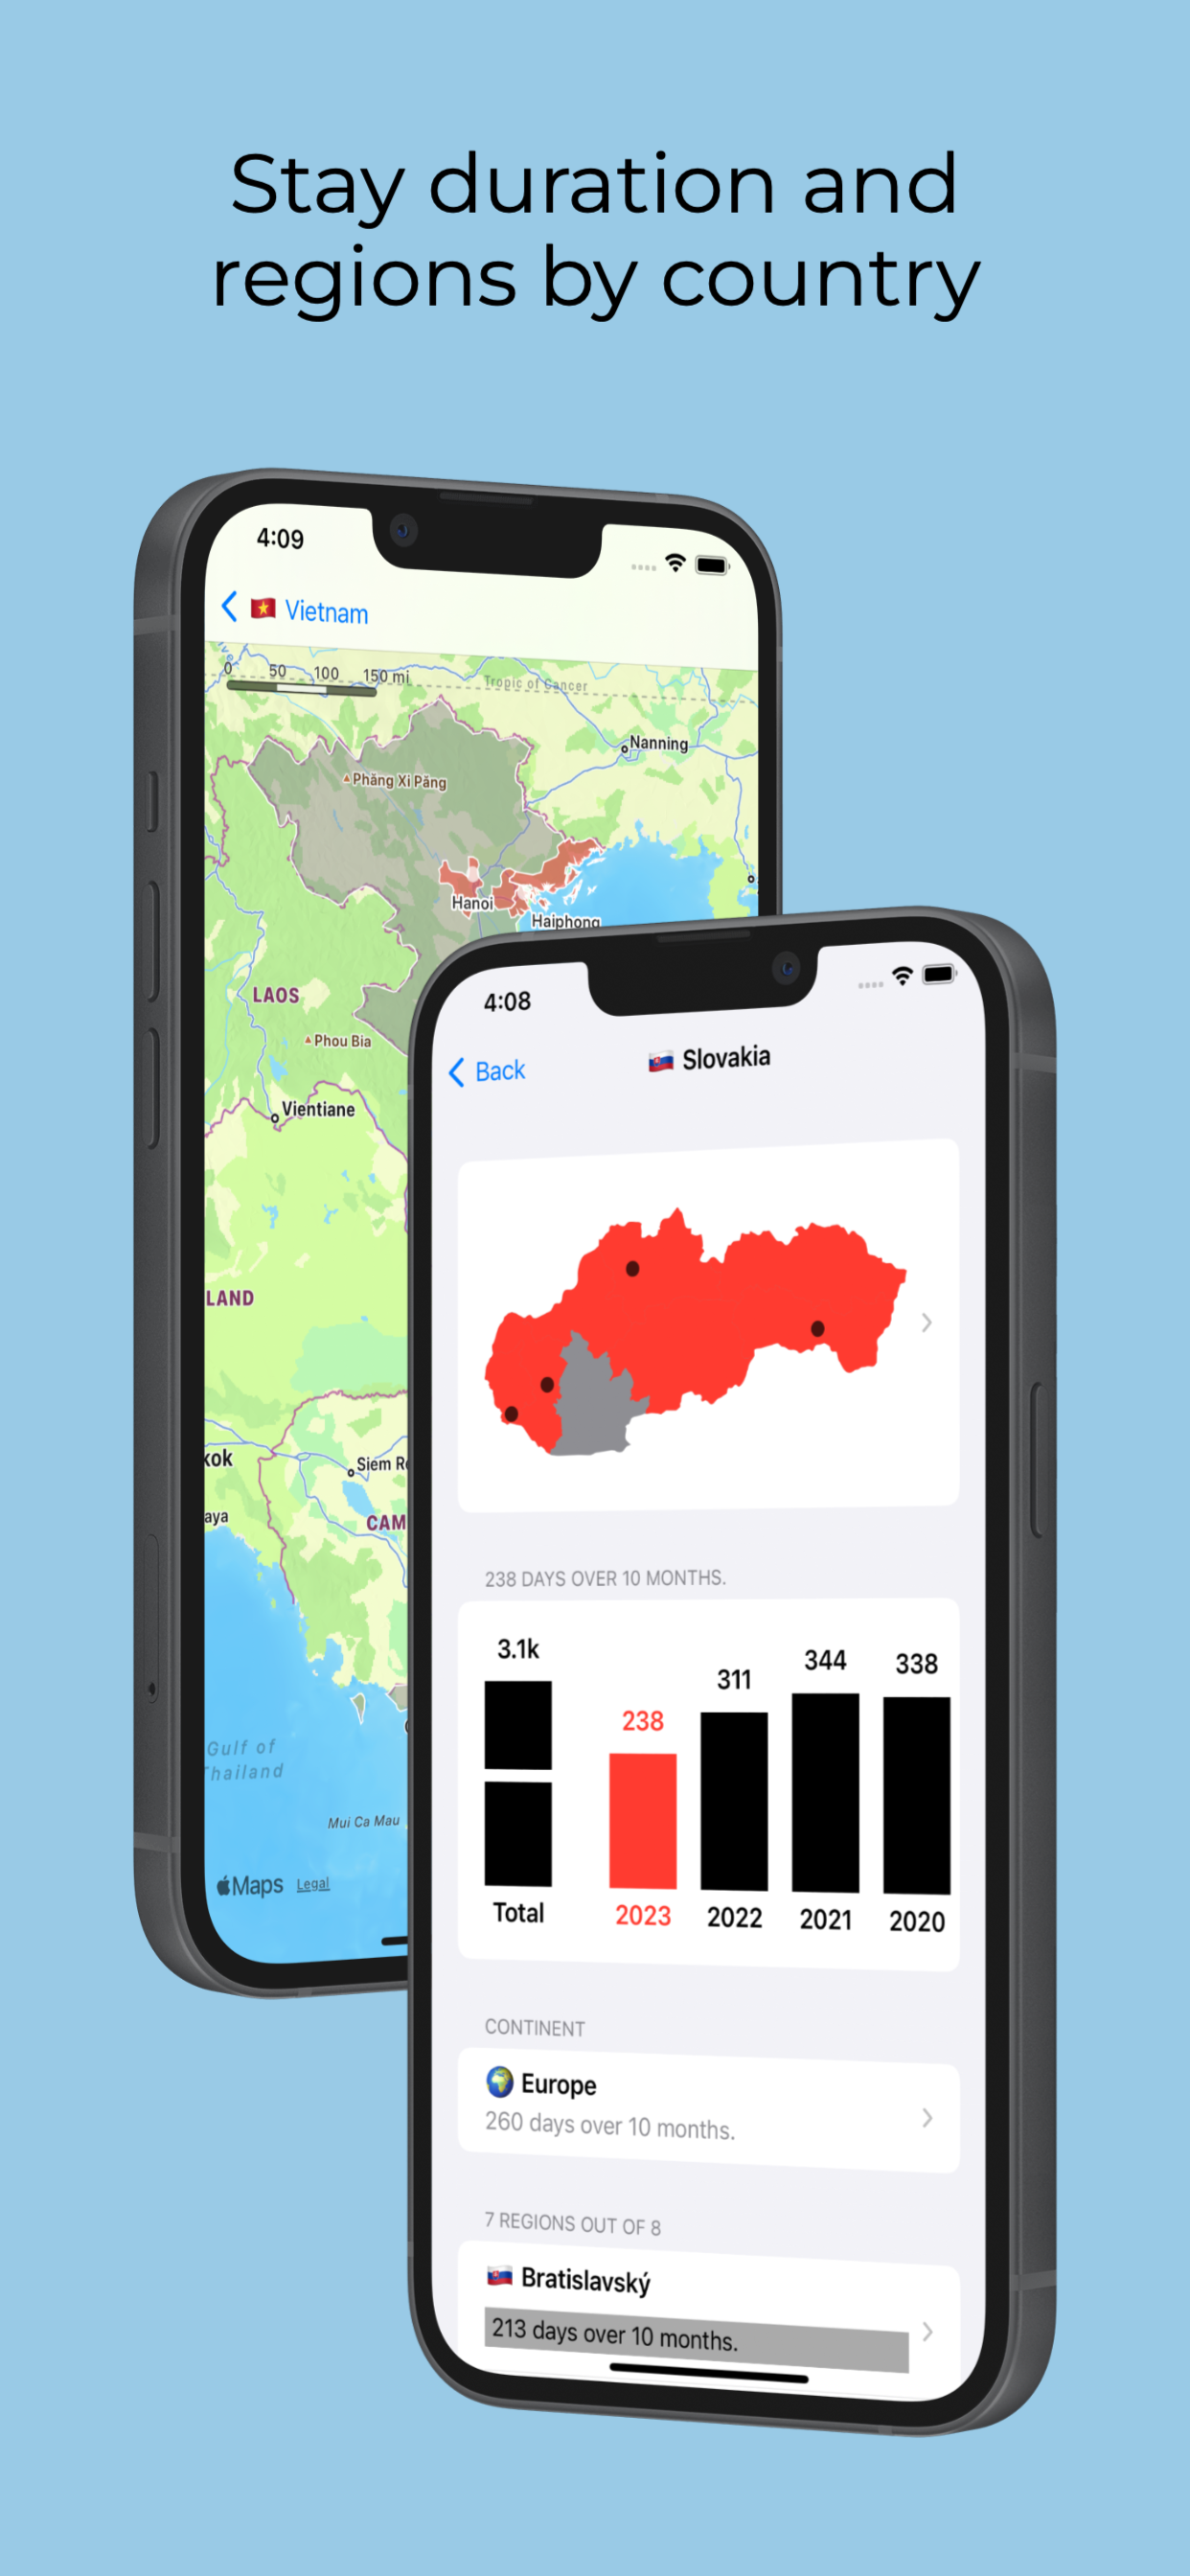 Stay duration and
regions by country
4:09
Vietnam
0 50 100 150 mi
Tropic of Cancer
Nanning
Phăng Xi Păng
Hanoi
Haiphong
LAOS
Phou Bia
Vientiane
LAND
kok
Siem R
aya
CAM
Gulf of
Thailand
Mui Ca Mau
Maps Legal
4:08
Back
Slovakia
238 DAYS OVER 10 MONTHS.
3.1k
238
311
344
338
Total
2023
2022
2021
2020
CONTINENT
Europe
260 days over 10 months.
7 REGIONS OUT OF 8
Bratislavský
213 days over 10 months.